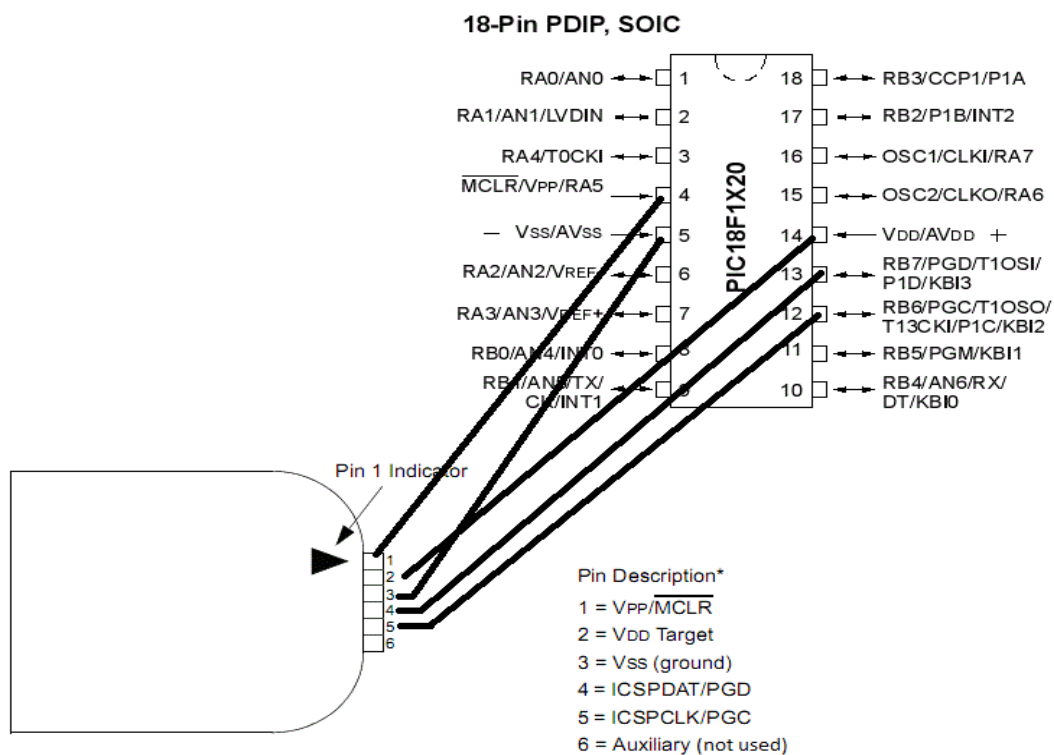 18-Pin PDIP, SOIC
RA0/AN0
RA1/AN1/LVDIN
RA4/T0CKI
MCLR/VPP/RA5
− VSS/AVSS
RA2/AN2/VREF-
RA3/AN3/VREF+
RB0/AN4/INT0
RB1/AN5/TX/
CK/INT1
1
2
3
4
5
6
7
8
9
PIC18F1X20
18
17
16
15
14
13
12
11
10
RB3/CCP1/P1A
RB2/P1B/INT2
OSC1/CLKI/RA7
OSC2/CLKO/RA6
VDD/AVDD +
RB7/PGD/T1OSI/
P1D/KBI3
RB6/PGC/T1OSO/
T13CKI/P1C/KBI2
RB5/PGM/KBI1
RB4/AN6/RX/
DT/KBI0
Pin 1 Indicator
1
2
3
4
5
6
Pin Description*
1 = VPP/MCLR
2 = VDD Target
3 = VSS (ground)
4 = ICSPDAT/PGD
5 = ICSPCLK/PGC
6 = Auxiliary (not used)